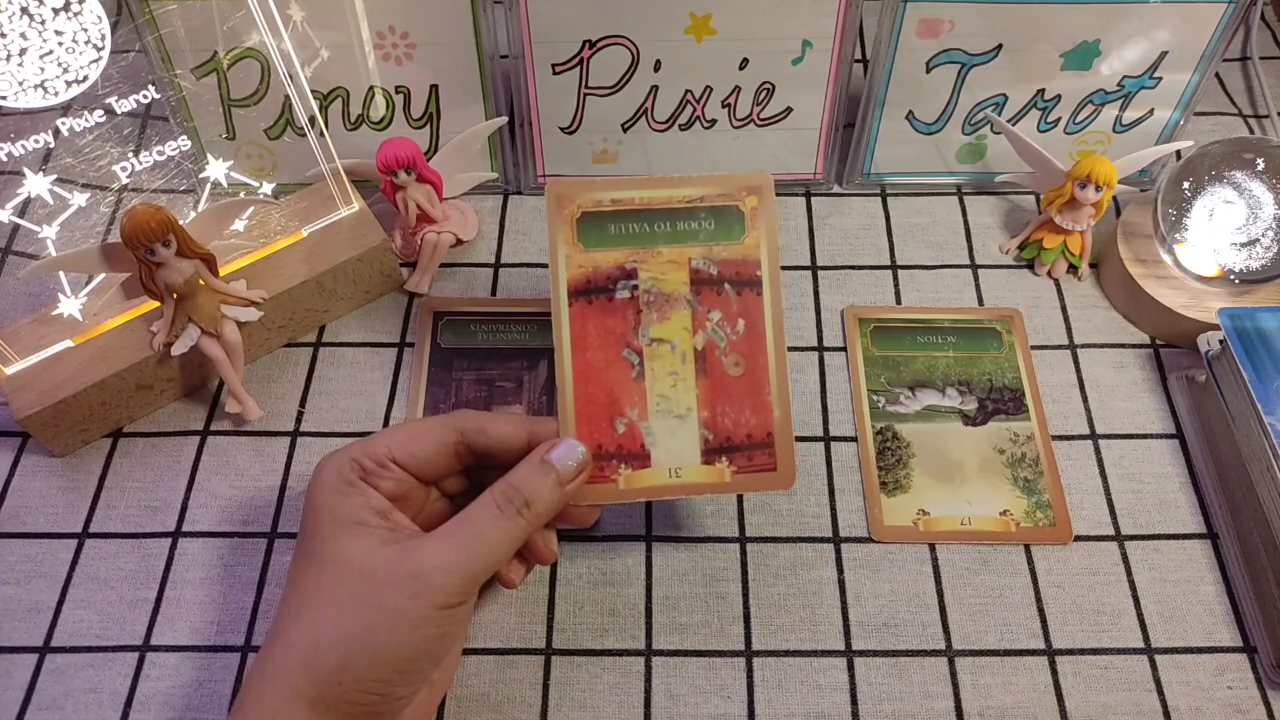 Pinoy
Pixie
Tarot
Pinoy Pixie Tarot
pisces
DOOR TO VALUE
31
FINANCIAL
CONSTRAINTS
ACTION
17